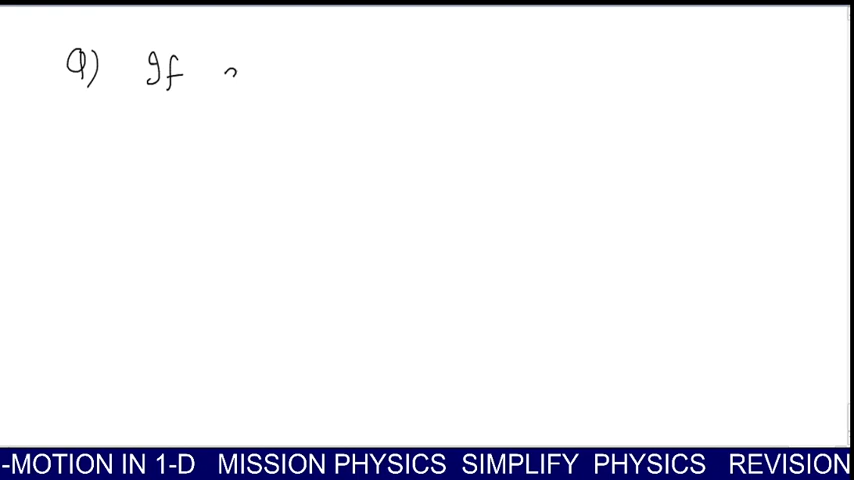 Q) If
-MOTION IN 1-D MISSION PHYSICS SIMPLIFY PHYSICS REVISION